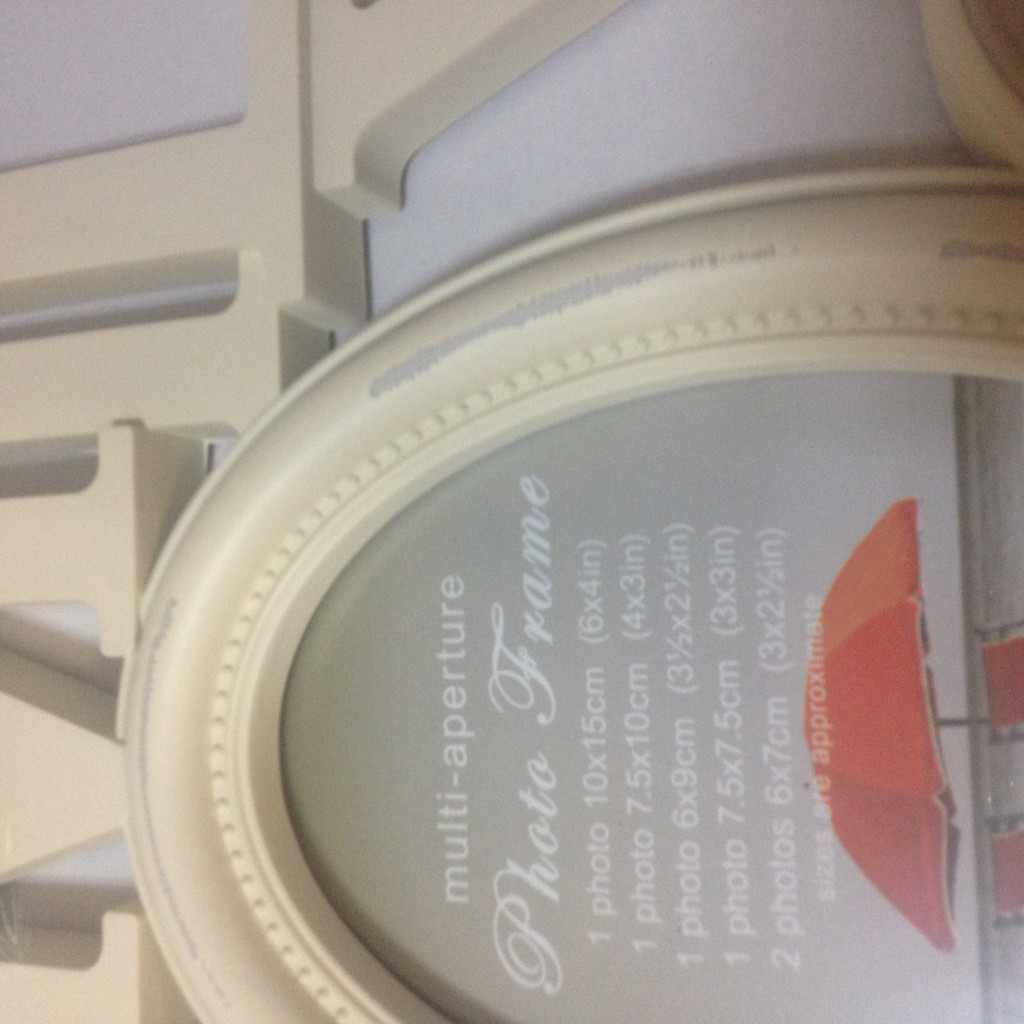 multi-aperture
Photo Frame
1 photo 10x15cm (6x4in)
1 photo 7.5x10cm (4x3in)
1 photo 6x9cm (3½x2½in)
1 photo 7.5x7.5cm (3x3in)
2 photos 6x7cm (3x2½in)
sizes are approximate